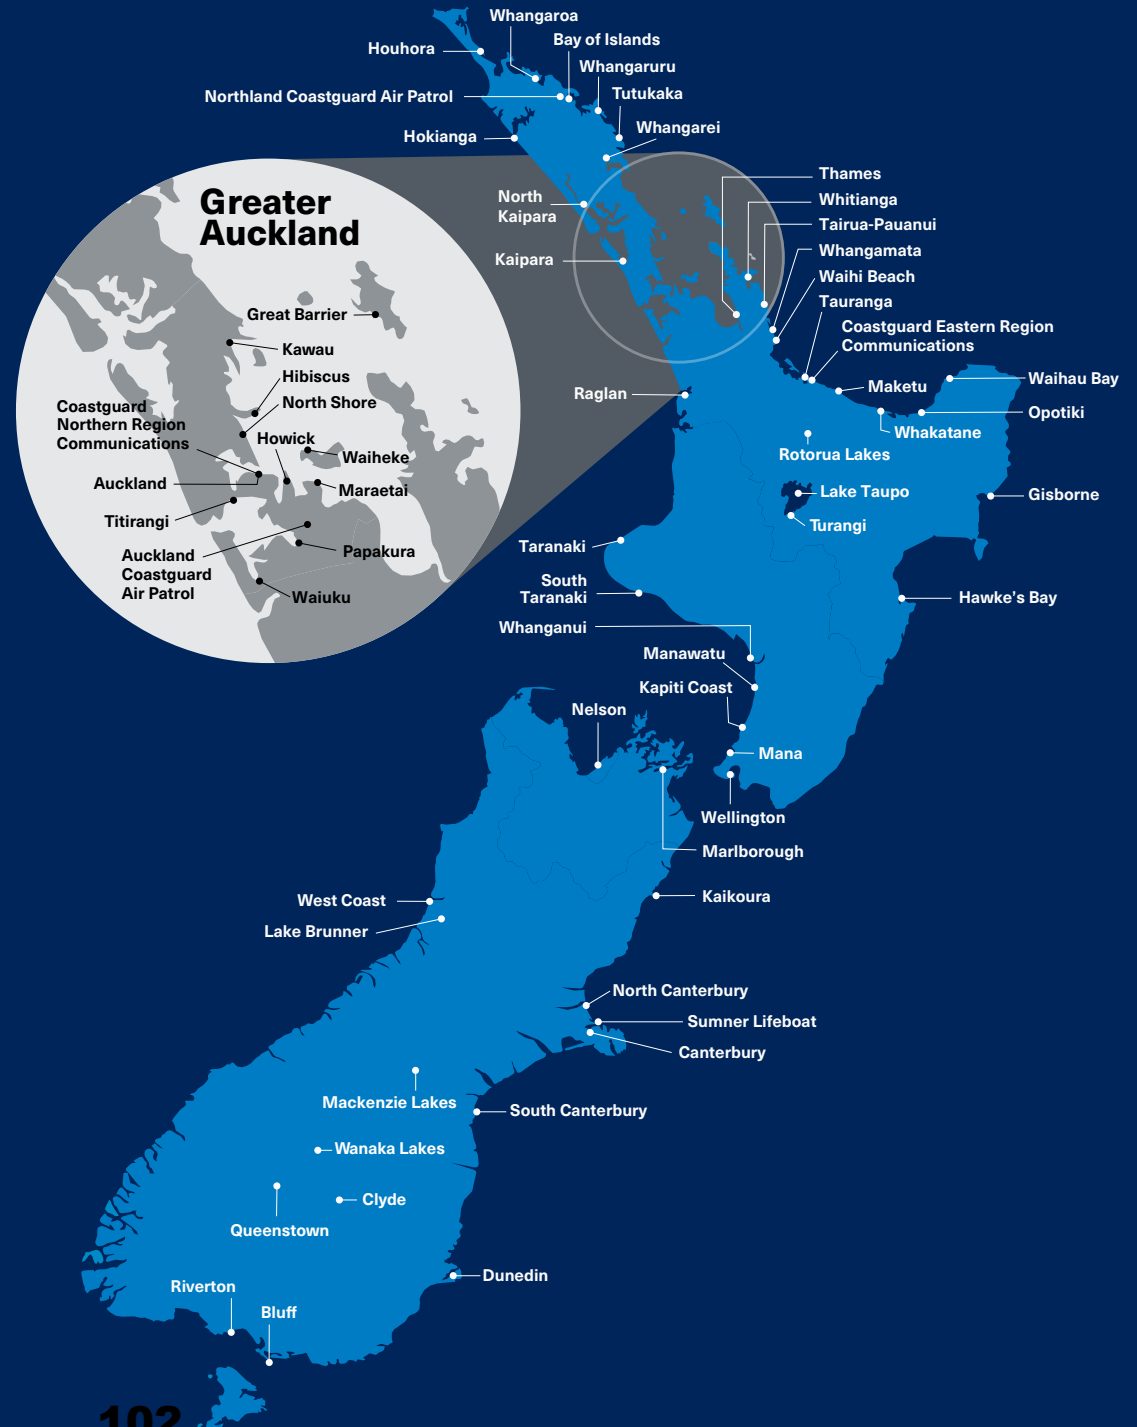 Whangaroa
Bay of Islands
Houhora
Whangaruru
Northland Coastguard Air Patrol
Tutukaka
Whangarei
Hokianga
Thames
Whitianga
Tairua-Pauanui
Whangamata
Waihi Beach
Tauranga
Coastguard Eastern Region
Communications
North
Kaipara
Kaipara
Greater
Auckland
Great Barrier
Kawau
Hibiscus
North Shore
Coastguard
Northern Region
Communications
Howick
Waiheke
Auckland
Maraetai
Titirangi
Auckland
Coastguard
Air Patrol
Papakura
Waiuku
Raglan
Maketu
Waihau Bay
Opotiki
Whakatane
Rotorua Lakes
Lake Taupo
Gisborne
Turangi
Taranaki
South
Taranaki
Hawke's Bay
Whanganui
Manawatu
Kapiti Coast
Nelson
Mana
Wellington
Marlborough
Kaikoura
West Coast
Lake Brunner
North Canterbury
Sumner Lifeboat
Canterbury
Mackenzie Lakes
South Canterbury
Wanaka Lakes
Clyde
Queenstown
Dunedin
Riverton
Bluff
102